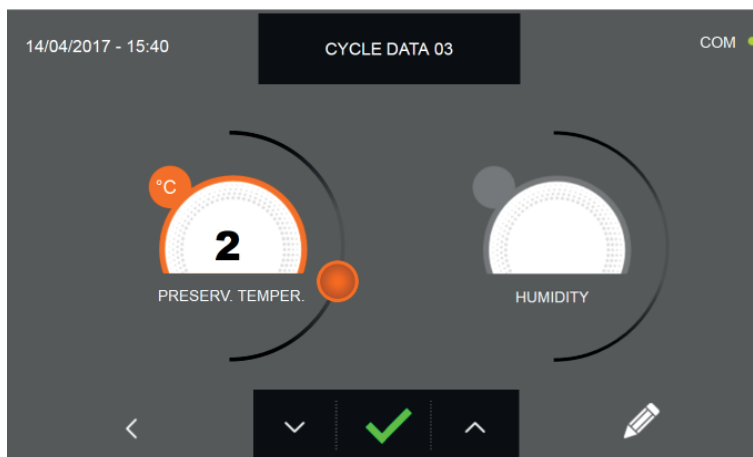 14/04/2017 - 15:40
CYCLE DATA 03
COM
°C
2
PRESERV. TEMPER.
HUMIDITY